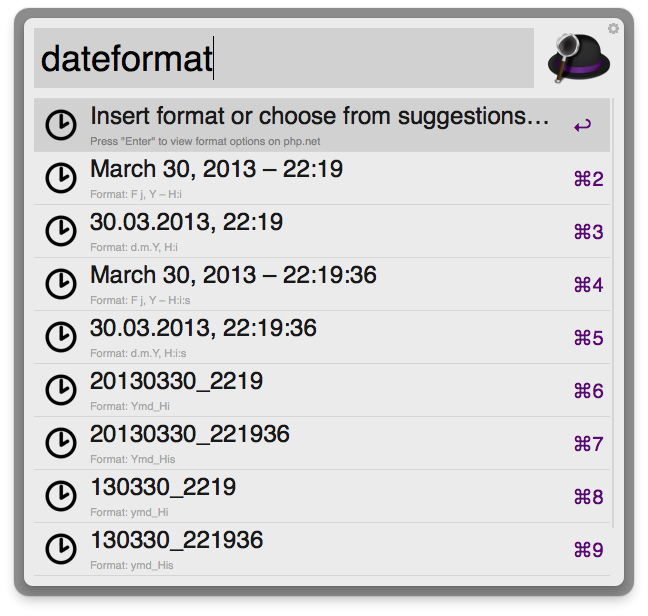 dateformat
Insert format or choose from suggestions...
Press "Enter" to view format options on php.net
↩
March 30, 2013 – 22:19
Format: F j, Y – H:i
⌘2
30.03.2013, 22:19
Format: d.m.Y, H:i
⌘3
March 30, 2013 – 22:19:36
Format: F j, Y – H:i:s
⌘4
30.03.2013, 22:19:36
Format: d.m.Y, H:i:s
⌘5
20130330_2219
Format: Ymd_Hi
⌘6
20130330_221936
Format: Ymd_His
⌘7
130330_2219
Format: ymd_Hi
⌘8
130330_221936
Format: ymd_His
⌘9